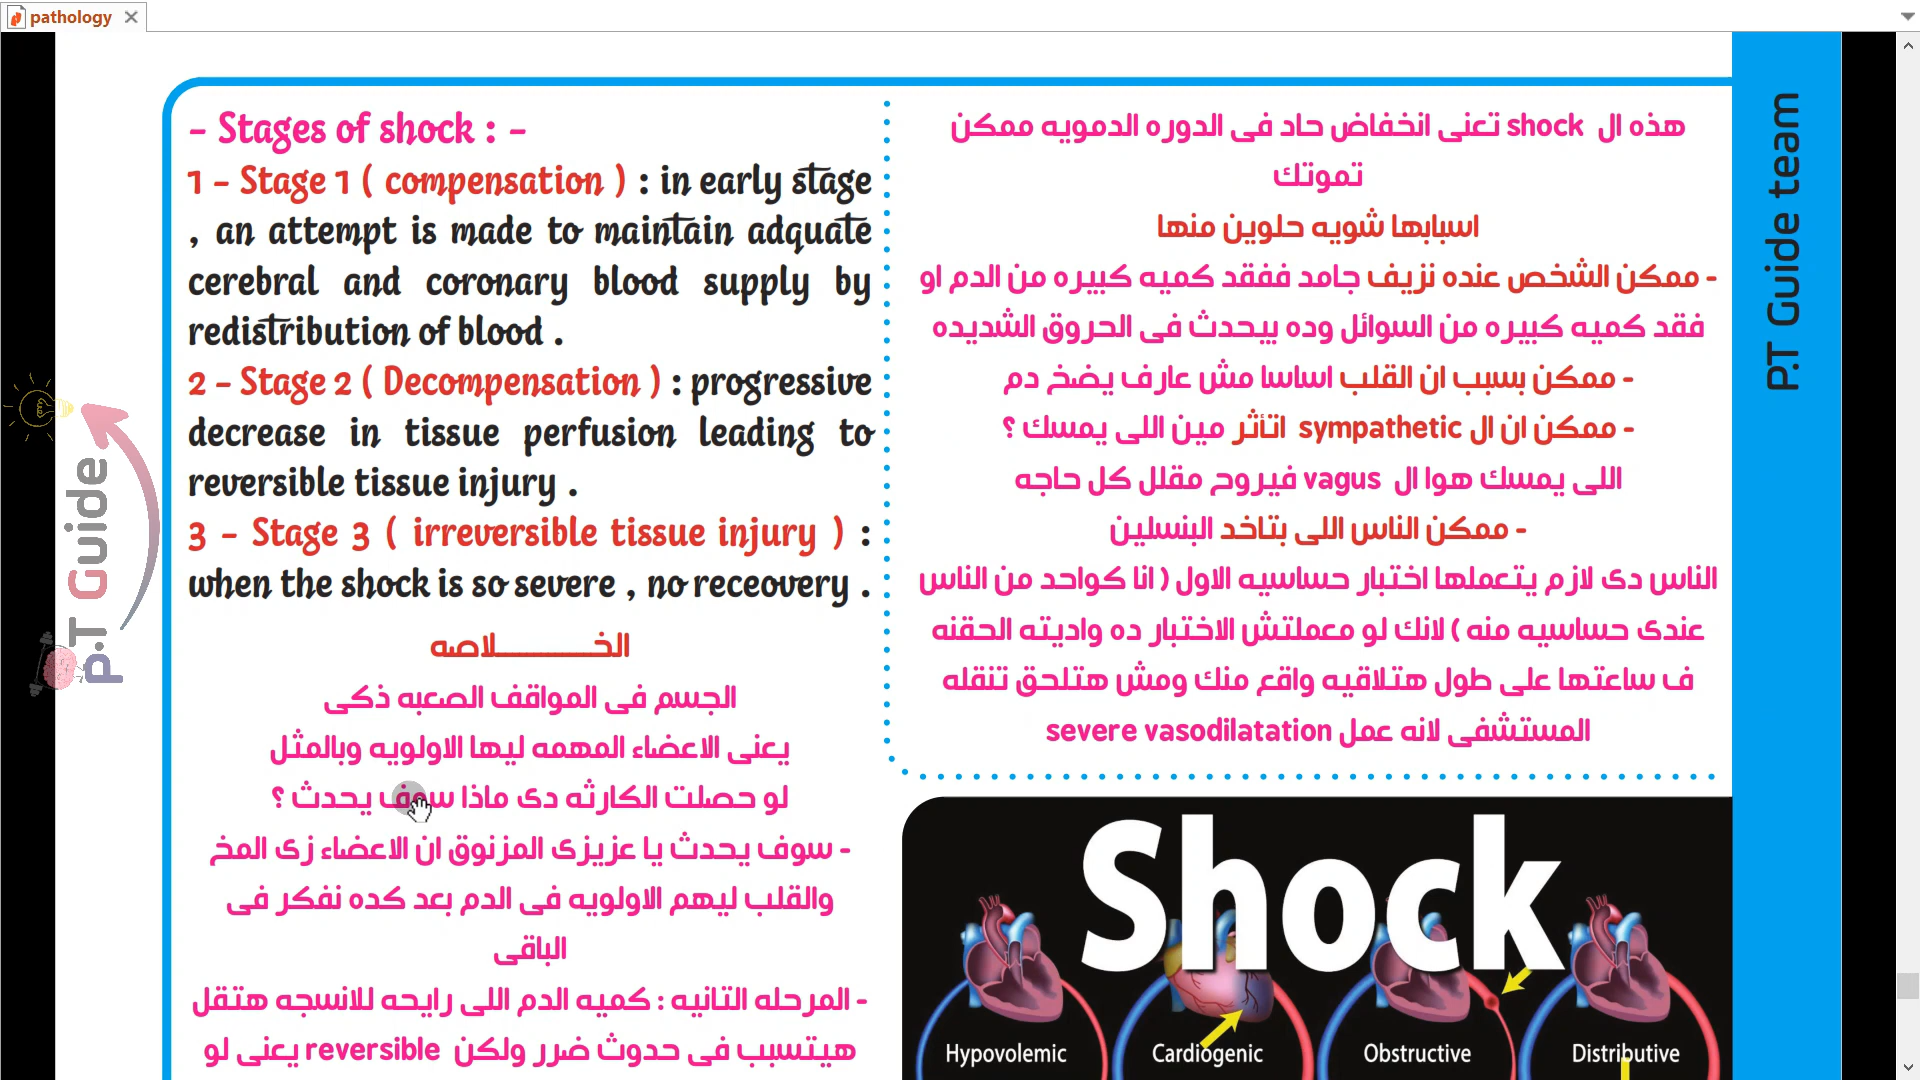 pathology
- Stages of shock : -
1 - Stage 1 ( compensation ) : in early stage
, an attempt is made to maintain adquate
cerebral and coronary blood supply by
redistribution of blood .
2 - Stage 2 ( Decompensation ) : progressive
decrease in tissue perfusion leading to
reversible tissue injury .
3 - Stage 3 ( irreversible tissue injury ) :
when the shock is so severe , no receovery .
الخـــــــــــلاصه
الجسم فى المواقف الصعبه ذكى
يعنى الاعضاء المهمه ليها الاولويه وبالمثل
لو حصلت الكارثه دى ماذا سوف يحدث ؟
- سوف يحدث يا عزيزى المزنوق ان الاعضاء زى المخ
والقلب ليهم الاولويه فى الدم بعد كده نفكر فى
الباقى
- المرحله التانيه : كميه الدم اللى رايحه للانسجه هتقل
هيتسبب فى حدوث ضرر ولكن reversible يعنى لو
هذه ال shock تعنى انخفاض حاد فى الدوره الدمويه ممكن
تموتك
اسبابها شويه حلوين منها
- ممكن الشخص عنده نزيف جامد ففقد كميه كبيره من الدم او
فقد كميه كبيره من السوائل وده بيحدث فى الحروق الشديده
- ممكن بسبب ان القلب اساسا مش عارف يضخ دم
- ممكن ان ال sympathetic اتأثر مين اللى يمسك ؟
اللى يمسك هوا ال vagus فيروح مقلل كل حاجه
- ممكن الناس اللى بتاخد البنسلين
الناس دى لازم يتعملها اختبار حساسيه الاول ( انا كواحد من الناس
عندى حساسيه منه ) لانك لو معملتش الاختبار ده واديته الحقنه
ف ساعتها على طول هتلاقيه واقع منك ومش هتلحق تنقله
المستشفى لانه عمل severe vasodilatation
Shock
Hypovolemic
Cardiogenic
Obstructive
Distributive
P.T Guide team
P.T Guide